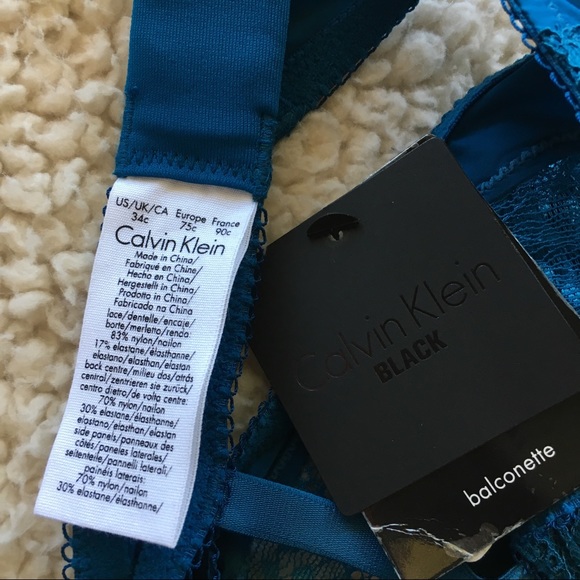 US/UK/CA Europe France
34c 75c 90c
Calvin Klein
Made in China/
Fabriqué en Chine/
Hecho en China/
Hergestellt in China/
Prodotto in China/
Fabricado na China
lace/dentelle/encaje/
borte/merletto/renda:
83% nylon/nailon
17% elastane/élasthanne/
elastano/elasthan/elastan
back centre/milieu dos/atrás
central/zentrieren sie zurück/
centro dietro/de volta centre:
70% nylon/nailon
30% elastane/élasthanne/
elastano/elasthan/elastan
side panels/panneaux des
côtés/paneles laterales/
seitenteile/pannelli laterali/
painéis laterais:
70% nylon/nailon
30% elastane/élasthanne/
Calvin Klein
BLACK
balconette